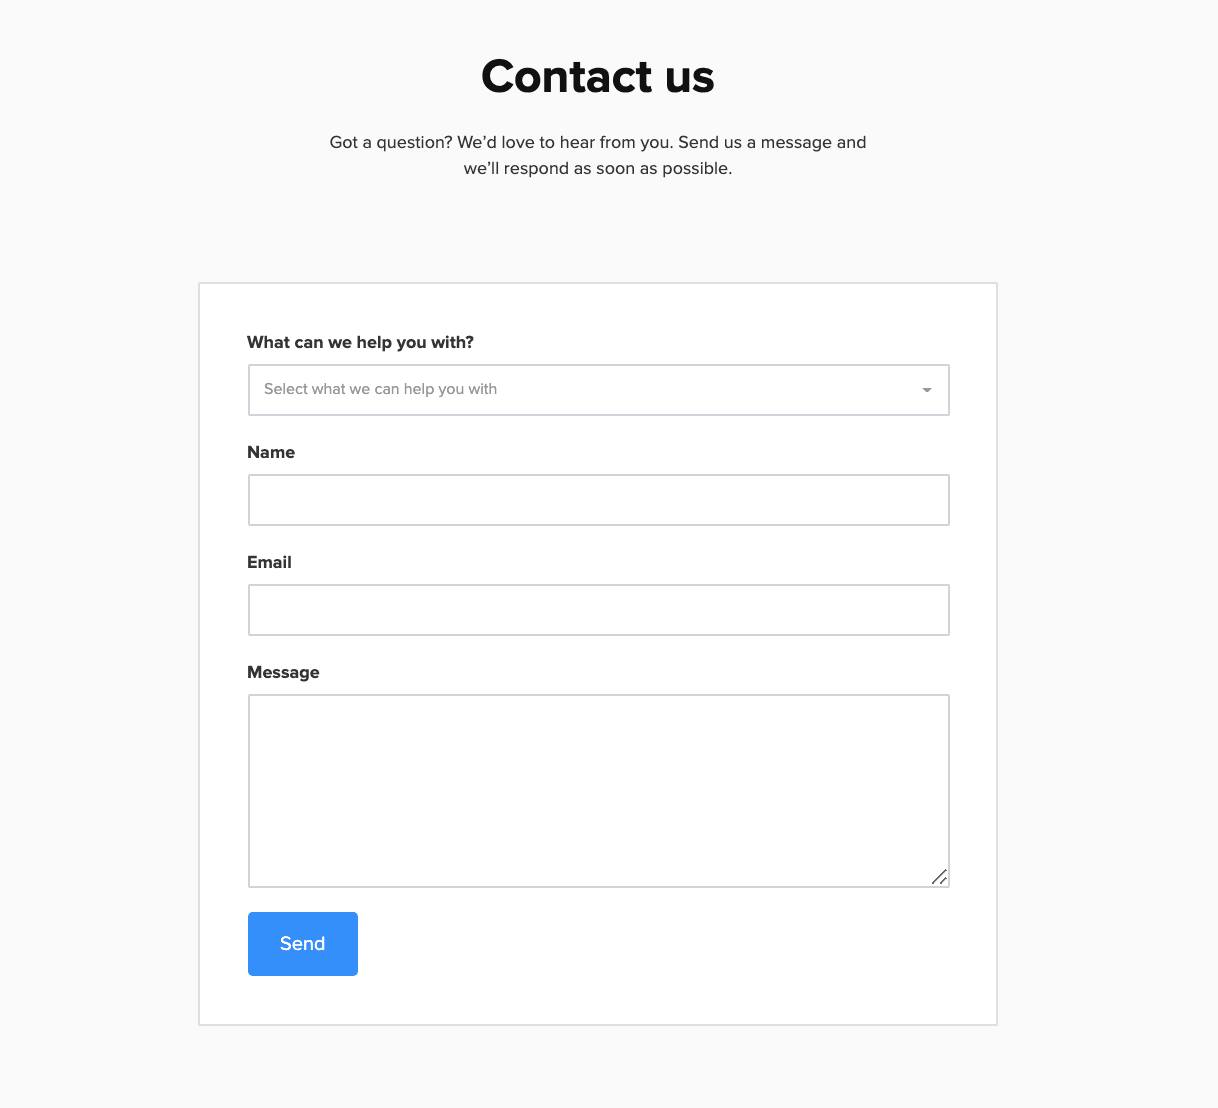 Contact us
Got a question? We’d love to hear from you. Send us a message and
we’ll respond as soon as possible.
What can we help you with?
Select what we can help you with
Name
Email
Message
Send